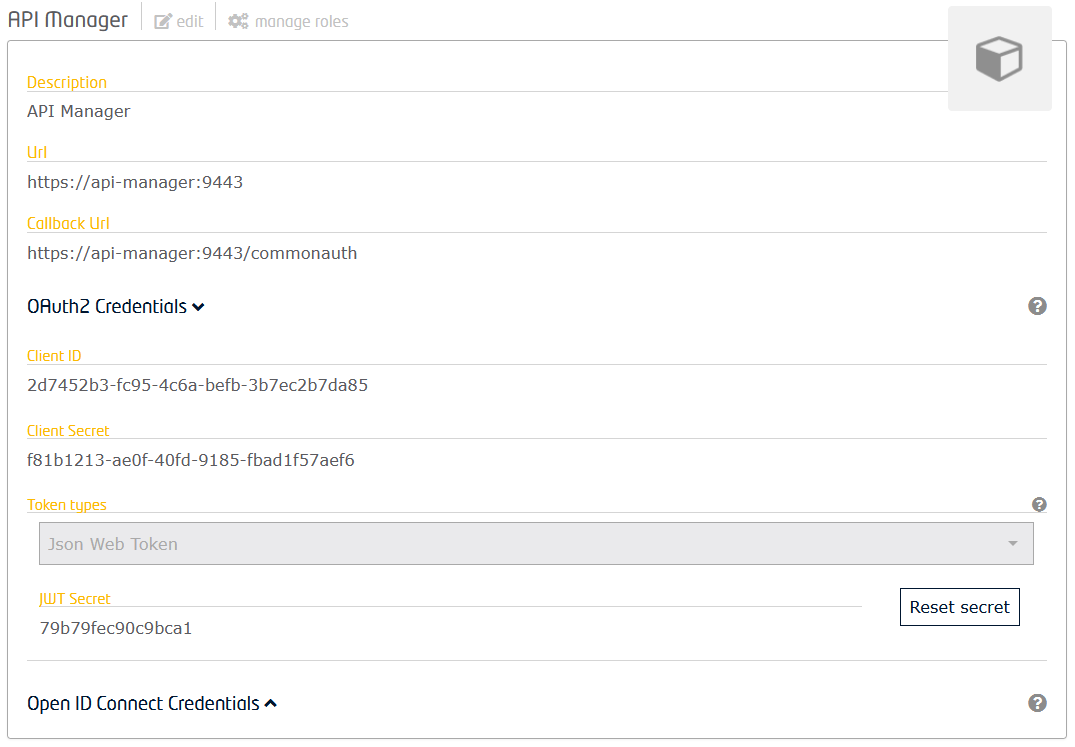 API Manager edit manage roles
Description
API Manager
Url
https://api-manager:9443
Callback Url
https://api-manager:9443/commonauth
OAuth2 Credentials
Client ID
2d7452b3-fc95-4c6a-befb-3b7ec2b7da85
Client Secret
f81b1213-ae0f-40fd-9185-fbad1f57aef6
Token types
Json Web Token
JWT Secret
Reset secret
79b79fec90c9bca1
Open ID Connect Credentials